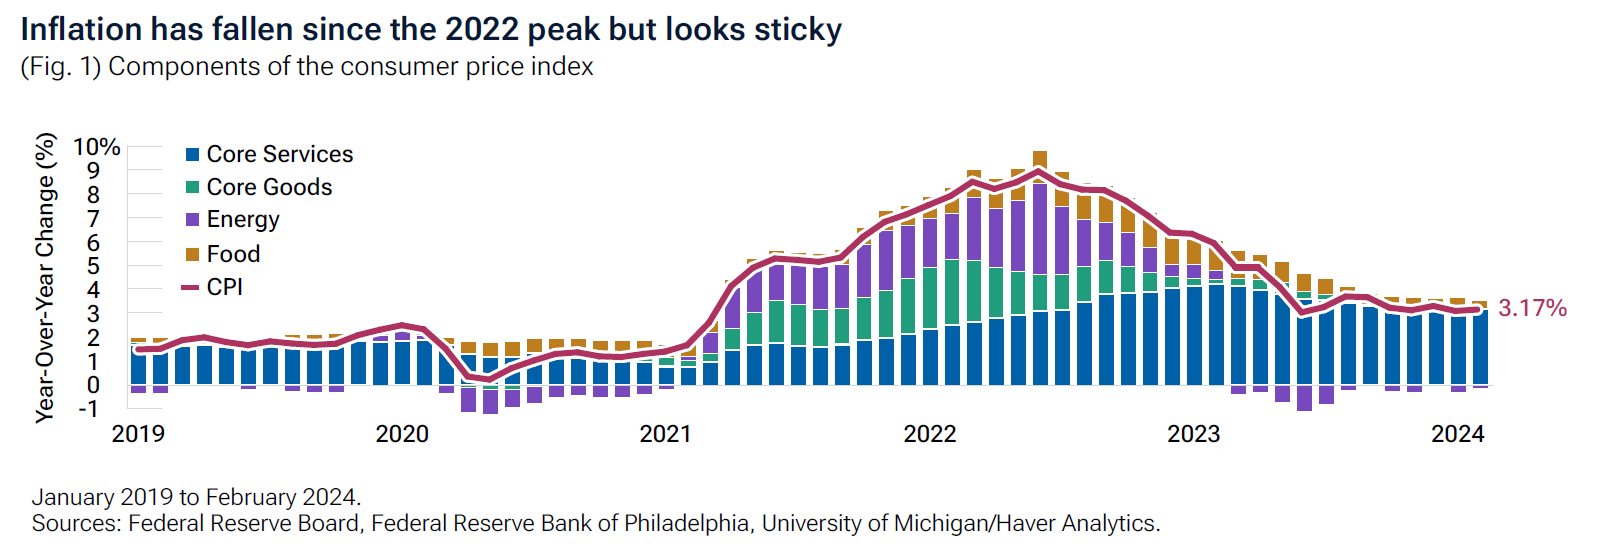 Inflation has fallen since the 2022 peak but looks sticky
(Fig. 1) Components of the consumer price index
Year-Over-Year Change (%)
10%
9
8
7
6
5
4
3
2
1
0
-1
Core Services
Core Goods
Energy
Food
CPI
3.17%
2019 2020 2021 2022 2023 2024
January 2019 to February 2024.
Sources: Federal Reserve Board, Federal Reserve Bank of Philadelphia, University of Michigan/Haver Analytics.